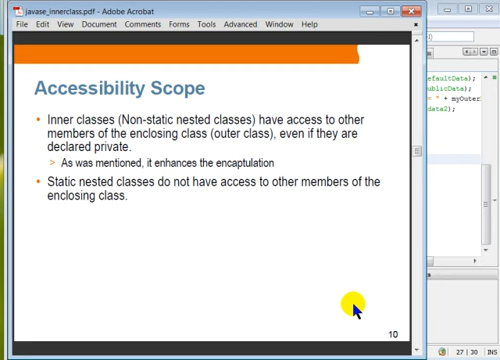 javase_innerclass.pdf - Adobe Acrobat
File Edit View Document Comments Forms Tools Advanced Window Help
Accessibility Scope
• Inner classes (Non-static nested classes) have access to other
members of the enclosing class (outer class), even if they are
declared private.
> As was mentioned, it enhances the encaptulation
• Static nested classes do not have access to other members of the
enclosing class.
10
efaultData)
ublicData);
= " + myOuter
data2);
27 | 30 INS